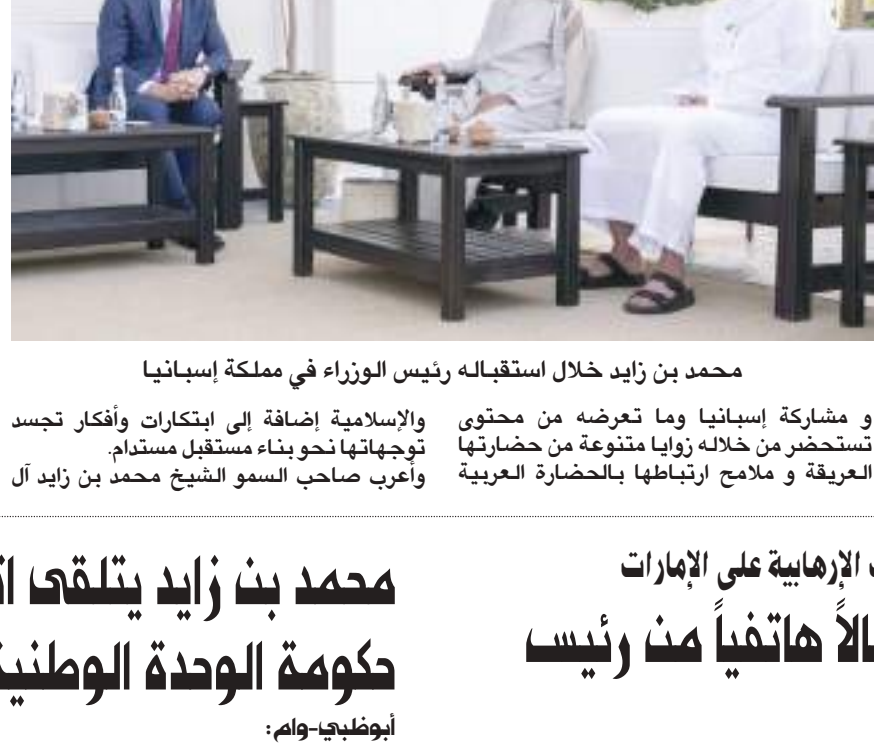 محمد بن زايد خلال استقباله رئيس الوزراء في مملكة إسبانيا
و مشاركة إسبانيا وما تعرضه من محتوى
تستحضر من خلاله زوايا متنوعة من حضارتها
العريقة و ملامح ارتباطها بالحضارة العربية
والإسلامية إضافة إلى ابتكارات وأفكار تجسد
توجهاتها نحو بناء مستقبل مستدام.
وأعرب صاحب السمو الشيخ محمد بن زايد آل
الإرهابية على الإمارات
هاتفياً من رئيس
محمد بن زايد يتلقى
حكومة الوحدة الوطنية
أبوظبي-وام: